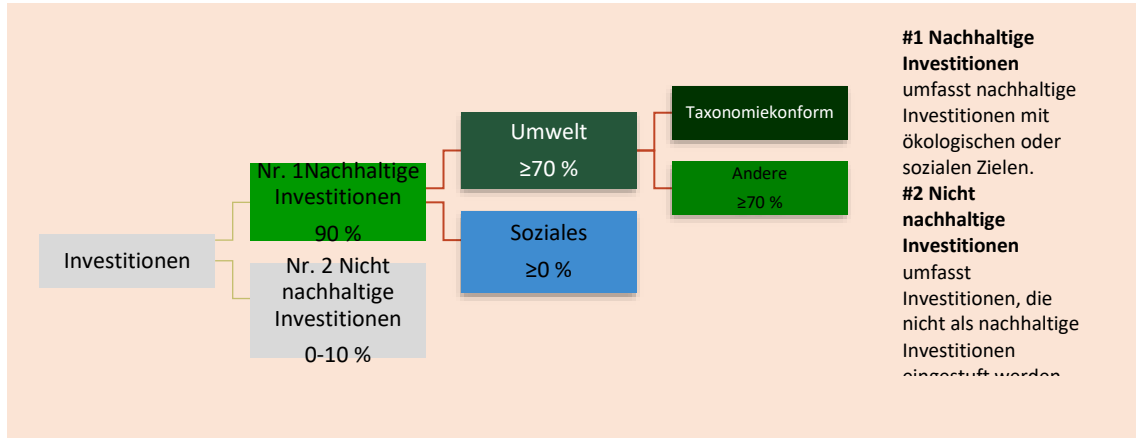 Investitionen
Nr. 1Nachhaltige
Investitionen
90 %
Nr. 2 Nicht
nachhaltige
Investitionen
0-10 %
Umwelt
≥70 %
Soziales
≥0 %
Taxonomiekonform
Andere
≥70 %
#1 Nachhaltige
Investitionen
umfasst nachhaltige
Investitionen mit
ökologischen oder
sozialen Zielen.
#2 Nicht
nachhaltige
Investitionen
umfasst
Investitionen, die
nicht als nachhaltige
Investitionen
eingestuft werden